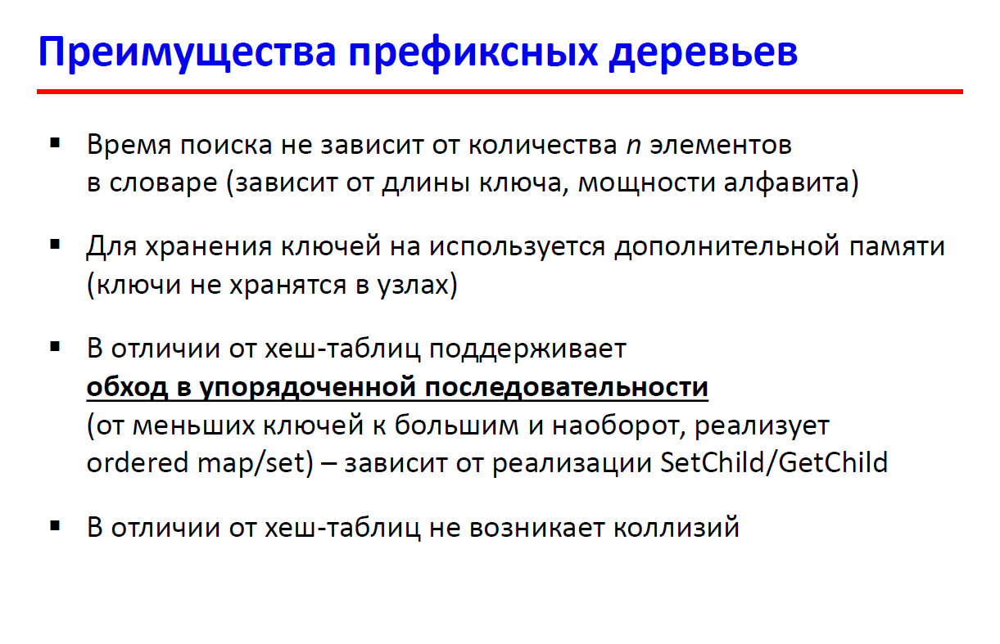 Преимущества префиксных деревьев
▪ Время поиска не зависит от количества n элементов
в словаре (зависит от длины ключа, мощности алфавита)
▪ Для хранения ключей на используется дополнительной памяти
(ключи не хранятся в узлах)
▪ В отличии от хеш-таблиц поддерживает
обход в упорядоченной последовательности
(от меньших ключей к большим и наоборот, реализует
ordered map/set) – зависит от реализации SetChild/GetChild
▪ В отличии от хеш-таблиц не возникает коллизий